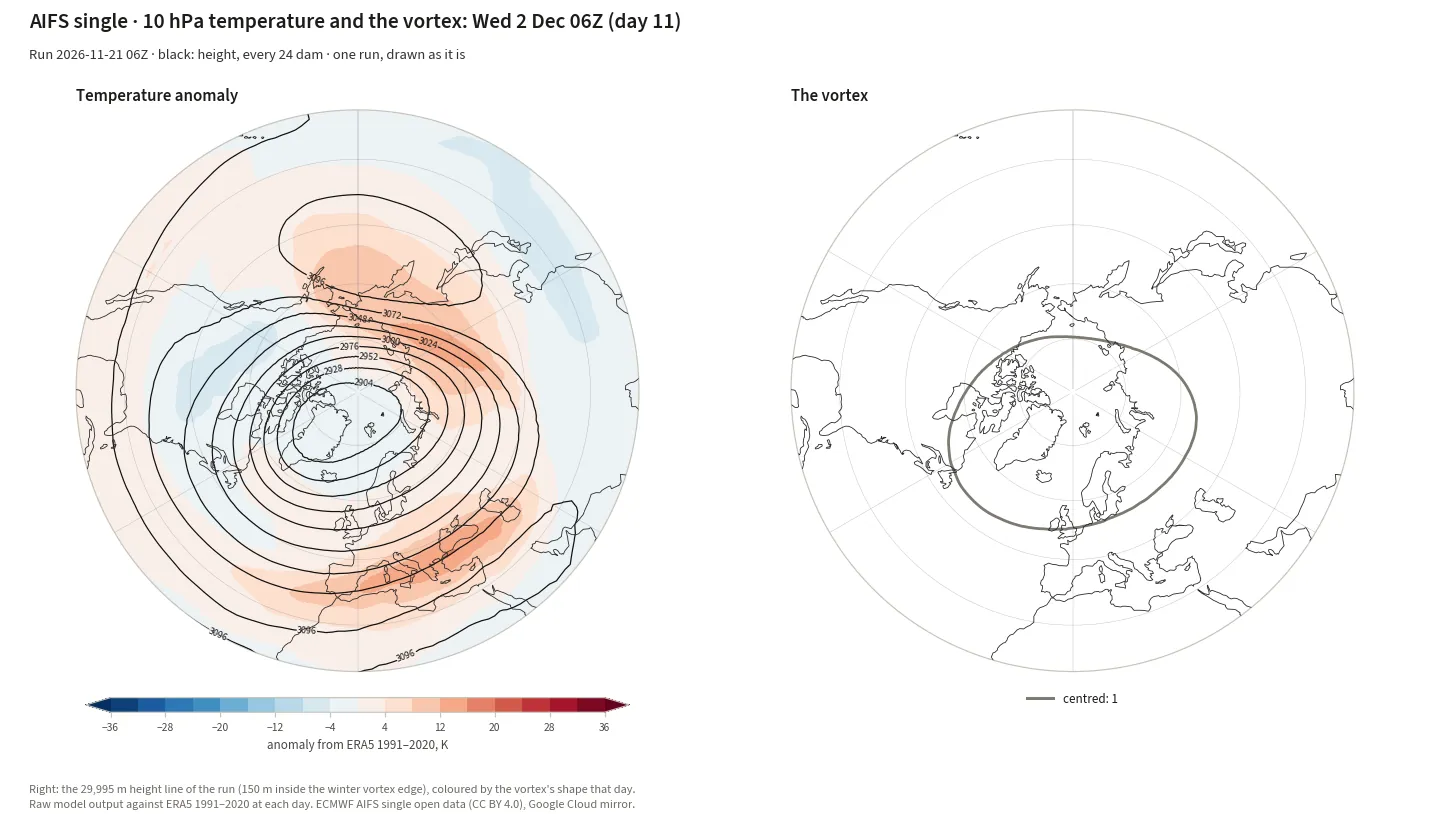 AIFS single · 10 hPa temperature and the vortex: Wed 2 Dec 06Z (day 11)
Run 2026-11-21 06Z · black: height, every 24 dam · one run, drawn as it is
Temperature anomaly
The vortex
3096
3048
3072
3000
3024
2976
2952
2928
2904
3096
3096
3096
−36
−28
−20
−12
−4
4
12
20
28
36
anomaly from ERA5 1991–2020, K
centred: 1
Right: the 29,995 m height line of the run (150 m inside the winter vortex edge), coloured by the vortex's shape that day.
Raw model output against ERA5 1991–2020 at each day. ECMWF AIFS single open data (CC BY 4.0), Google Cloud mirror.